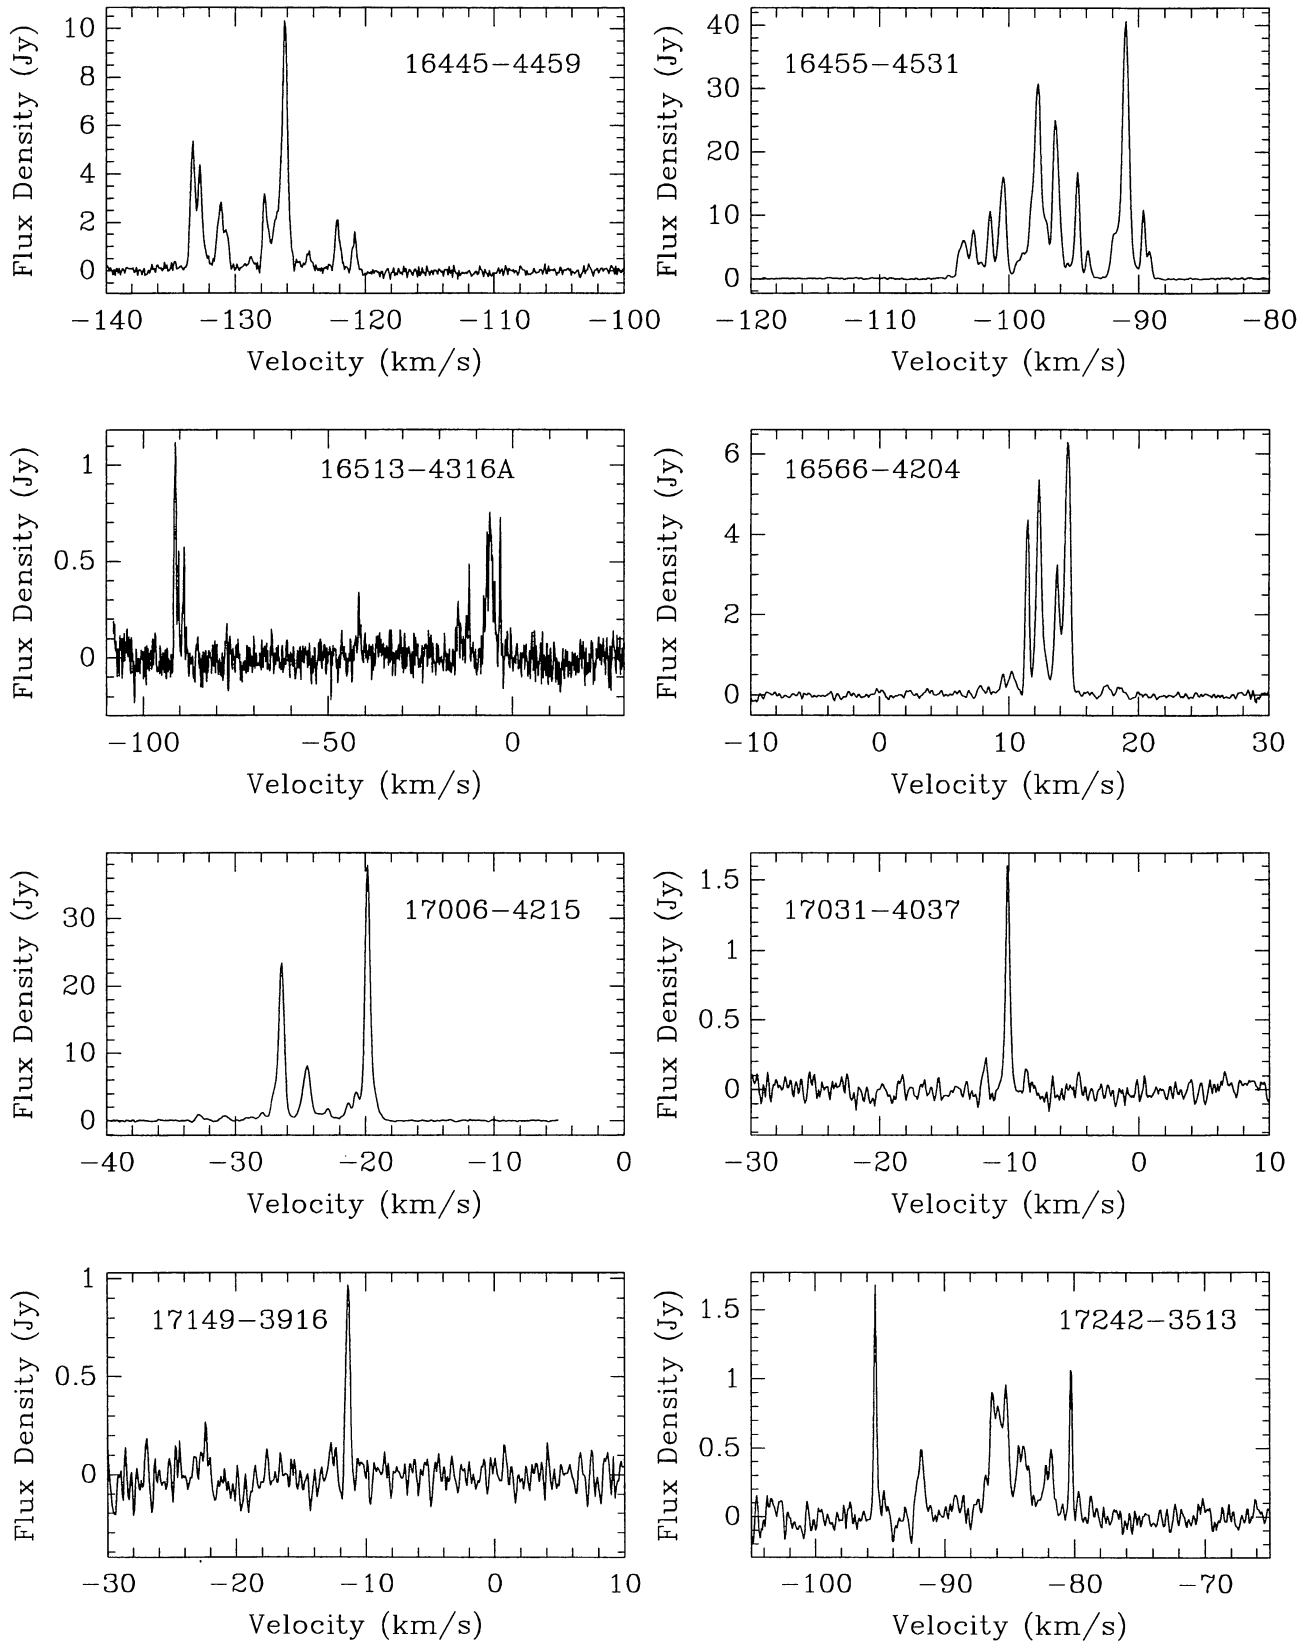 16445−4459
Flux Density (Jy)
10
8
6
4
2
0
−140 −130 −120 −110 −100
Velocity (km/s)
16455−4531
Flux Density (Jy)
40
30
20
10
0
−120 −110 −100 −90 −80
Velocity (km/s)
16513−4316A
Flux Density (Jy)
1
0.5
0
−100 −50 0
Velocity (km/s)
16566−4204
Flux Density (Jy)
6
4
2
0
−10 0 10 20 30
Velocity (km/s)
17006−4215
Flux Density (Jy)
30
20
10
0
−40 −30 −20 −10 0
Velocity (km/s)
17031−4037
Flux Density (Jy)
1.5
1
0.5
0
−30 −20 −10 0 10
Velocity (km/s)
17149−3916
Flux Density (Jy)
1
0.5
0
−30 −20 −10 0 10
Velocity (km/s)
17242−3513
Flux Density (Jy)
1.5
1
0.5
0
−100 −90 −80 −70
Velocity (km/s)